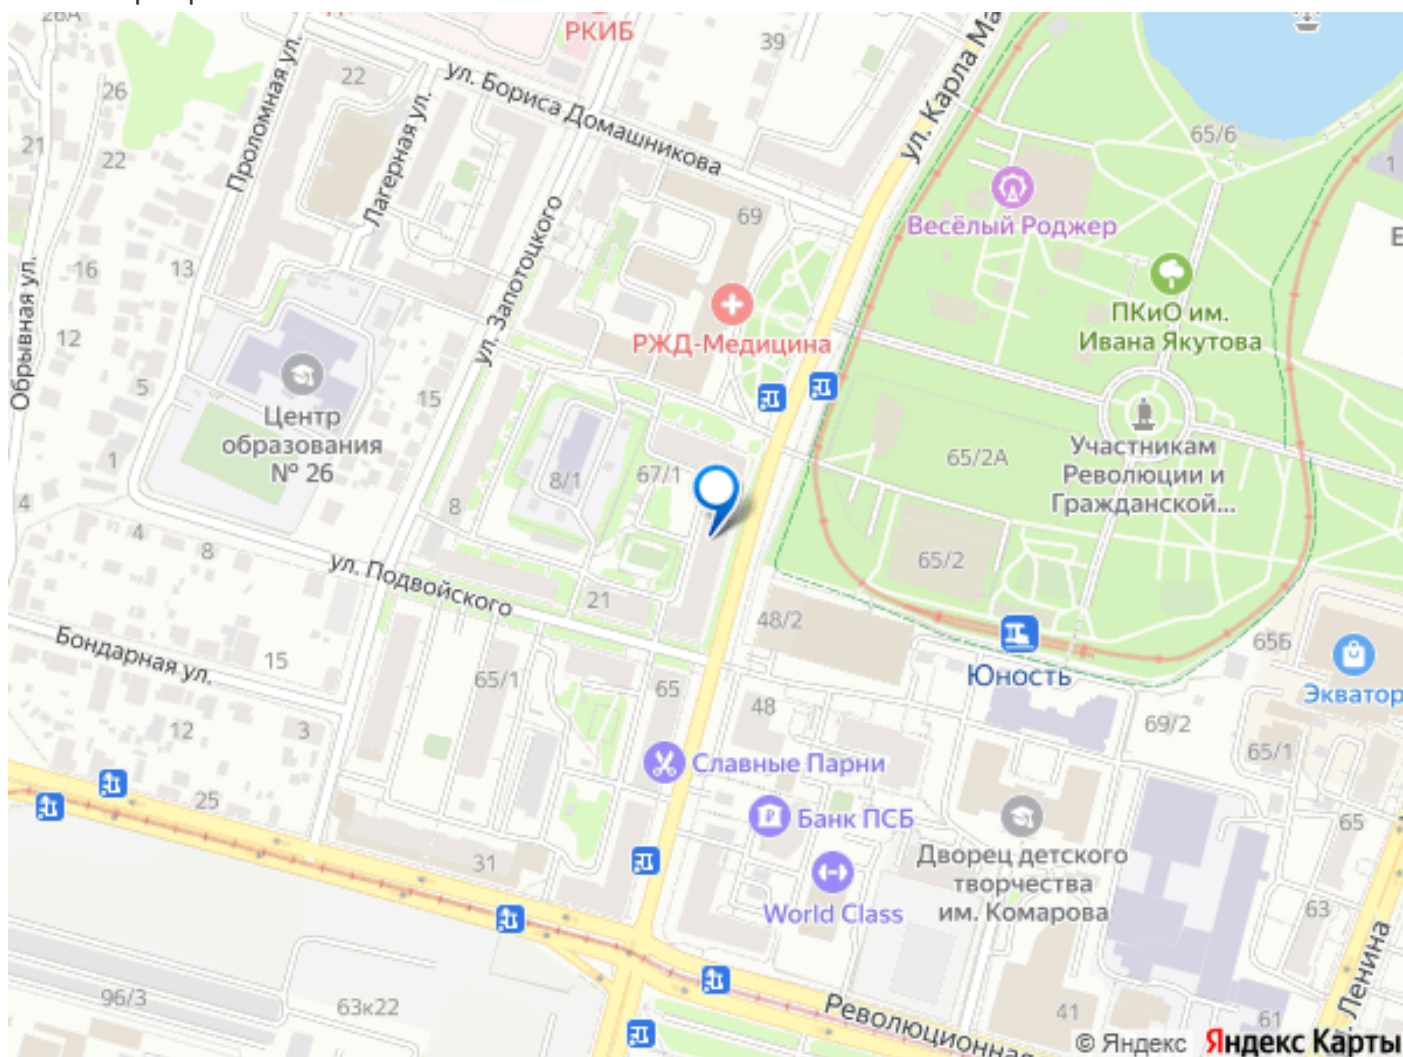 26А
РКИБ
39
ул. Карла Ма
22
ул. Бориса Домашникова
26
Проломная ул.
Лагерная ул.
21
22
65/6
1
Весёлый Роджер
69
ул. Запотоцкого
Обрывная ул.
16
13
ПКиО им.
Ивана Якутова
РЖД-Медицина
12
5
15
Центр
образования
№ 26
1
4
8/1
67/1
8
65/2А
Участникам
Революции и
Гражданской...
4
8
ул. Подвойского
21
65/2
48/2
Юность
65Б
Экватор
Бондарная ул.
15
65/1
65
48
69/2
12
3
65/1
Славные Парни
25
Банк ПСБ
65
31
Дворец детского
творчества
им. Комарова
World Class
63
96/3
63к22
Революционная
41
61
Ленина
© Яндекс Яндекс Карты